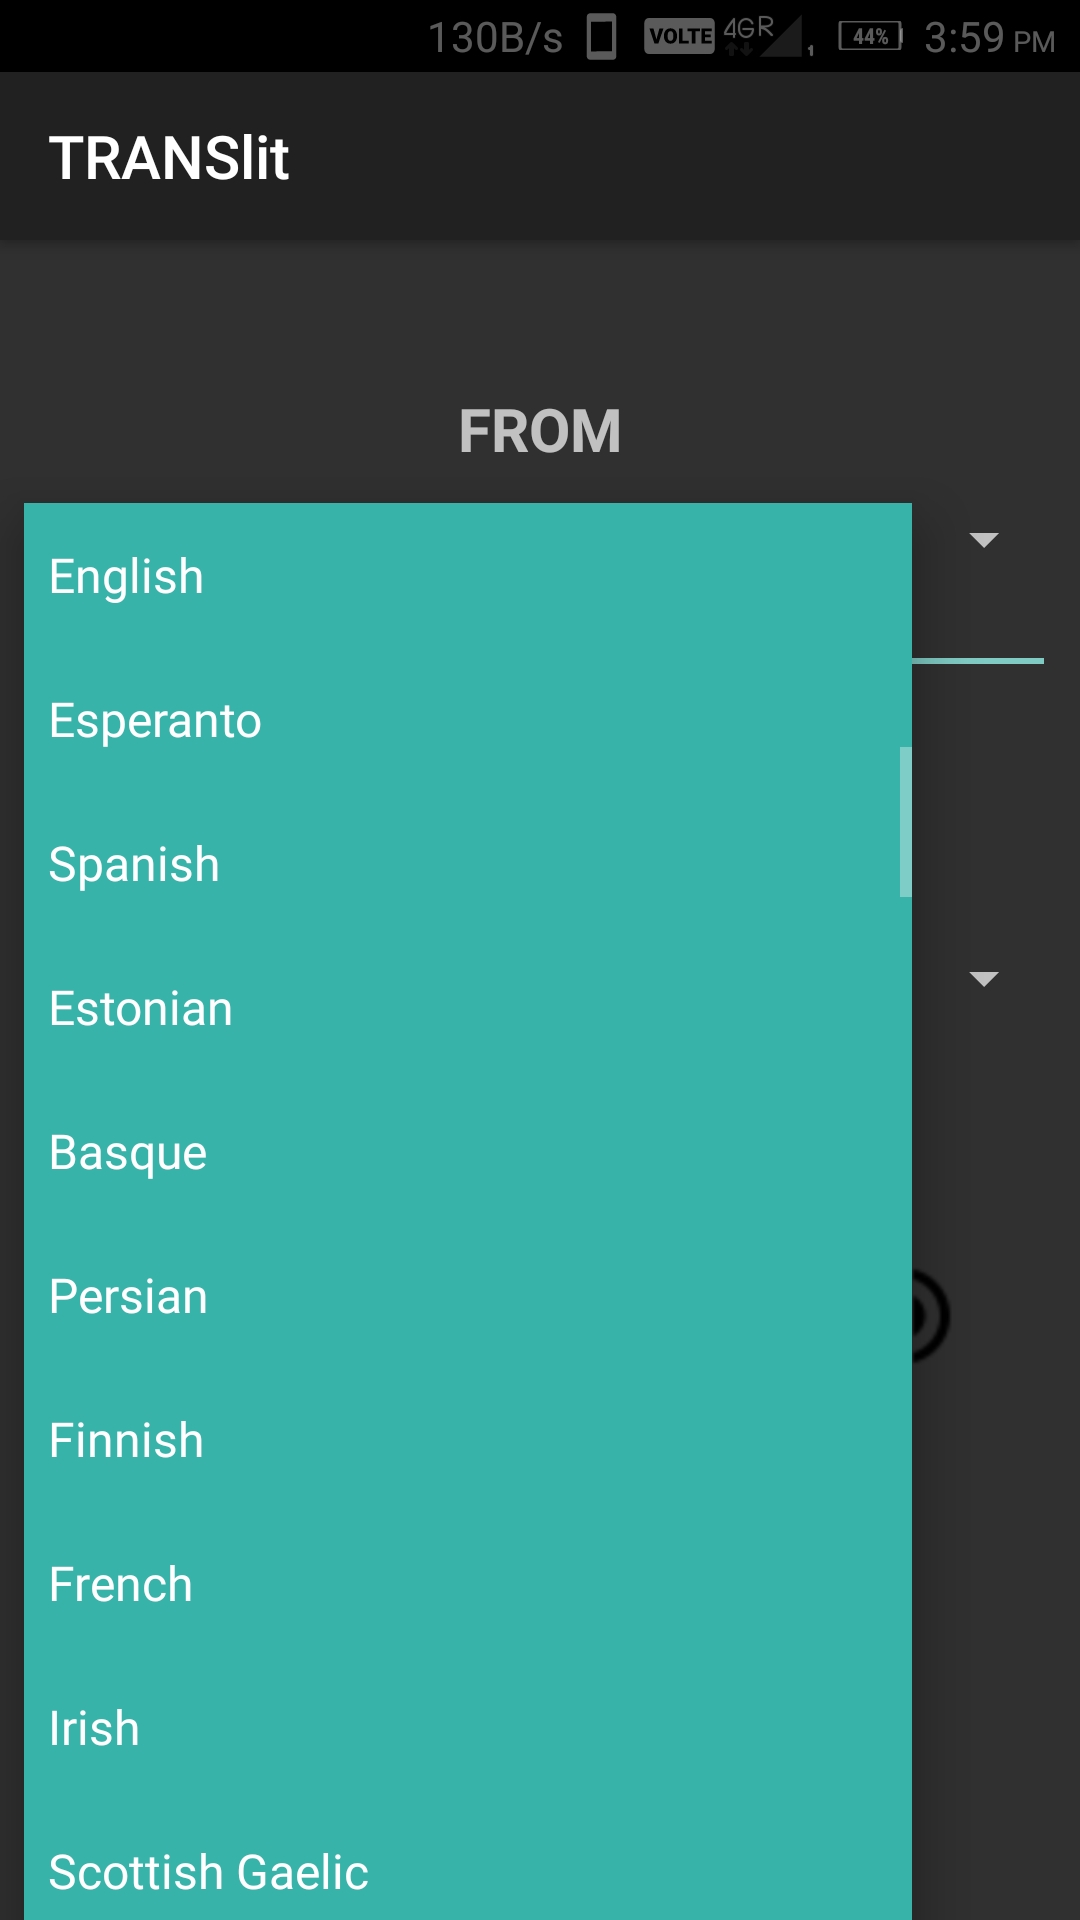 130B/s VOLTE 4G R 1 44% 3:59 PM
TRANSlit
FROM
English
Esperanto
Spanish
Estonian
Basque
Persian
Finnish
French
Irish
Scottish Gaelic